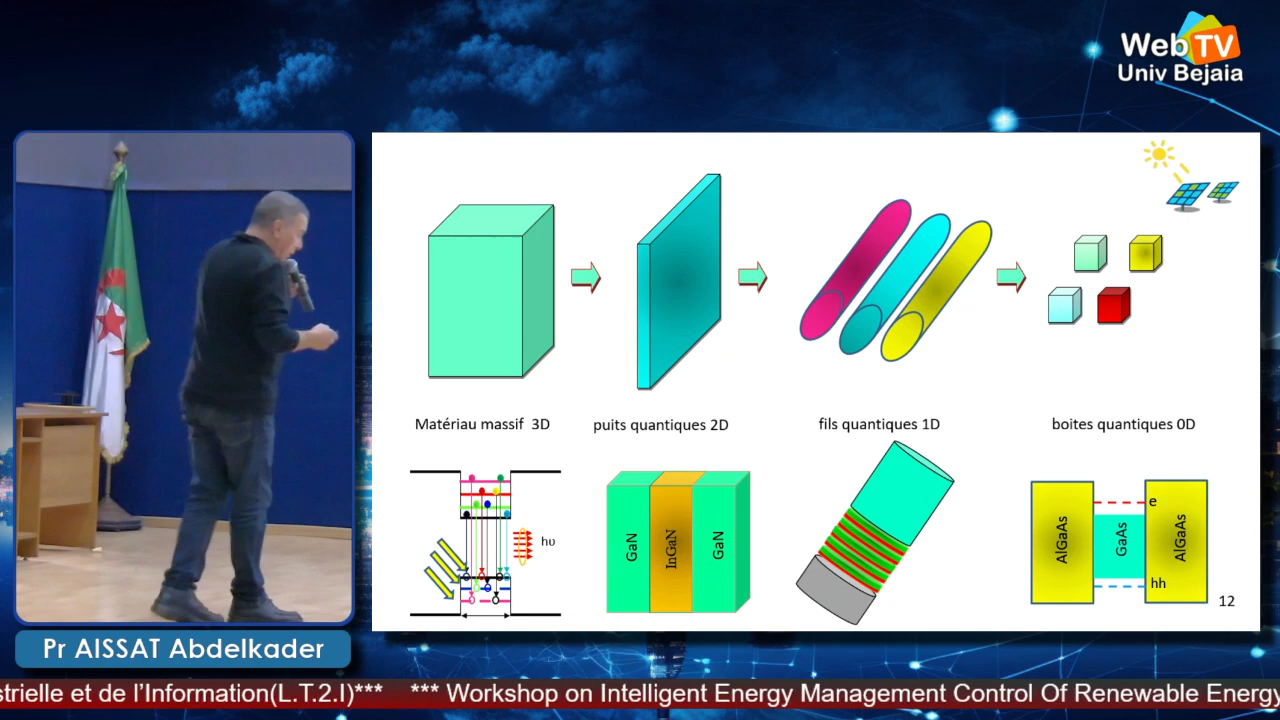 Web TV
Univ Bejaia
Matériau massif 3D
puits quantiques 2D
fils quantiques 1D
boites quantiques 0D
hυ
GaN
InGaN
GaN
AlGaAs
GaAs
AlGaAs
e
hh
12
Pr AISSAT Abdelkader
strielle et de l’Information(L.T.2.I)*** *** Workshop on Intelligent Energy Management Control Of Renewable Energy